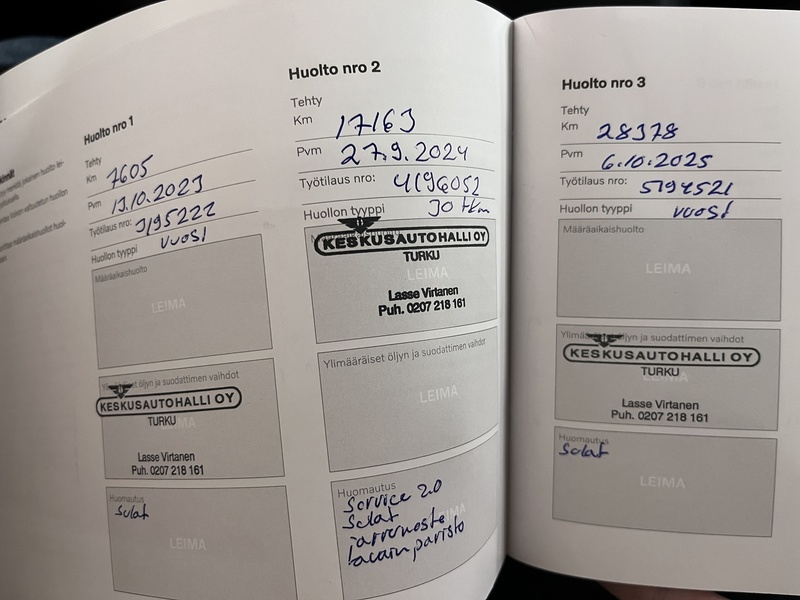 Huolto nro 1
Tehty
Km 7605
Pvm 13.10.2023
Työtilaus nro: 3195222
Huollon tyyppi vuosi
Määräaikaishuolto
LEIMA
Ylimääräiset öljyn ja suodattimen vaihdot
KESKUSAUTOHALLI OY
TURKU
Lasse Virtanen
Puh. 0207 218 161
Huomautus
Sulat
LEIMA
Huolto nro 2
Tehty
Km 17163
Pvm 27.9.2024
Työtilaus nro: 4196052
Huollon tyyppi 30 tkm
KESKUSAUTOHALLI OY
TURKU
LEIMA
Lasse Virtanen
Puh. 0207 218 161
Ylimääräiset öljyn ja suodattimen vaihdot
LEIMA
Huomautus
Service 2.0
Sulat
jarruneste
paristo
Huolto nro 3
Tehty
Km 28378
Pvm 6.10.2025
Työtilaus nro: 5194521
Huollon tyyppi vuosi
Määräaikaishuolto
LEIMA
Ylimääräiset öljyn ja suodattimen vaihdot
KESKUSAUTOHALLI OY
TURKU
LEIMA
Lasse Virtanen
Puh. 0207 218 161
Huomautus
Sulat
LEIMA